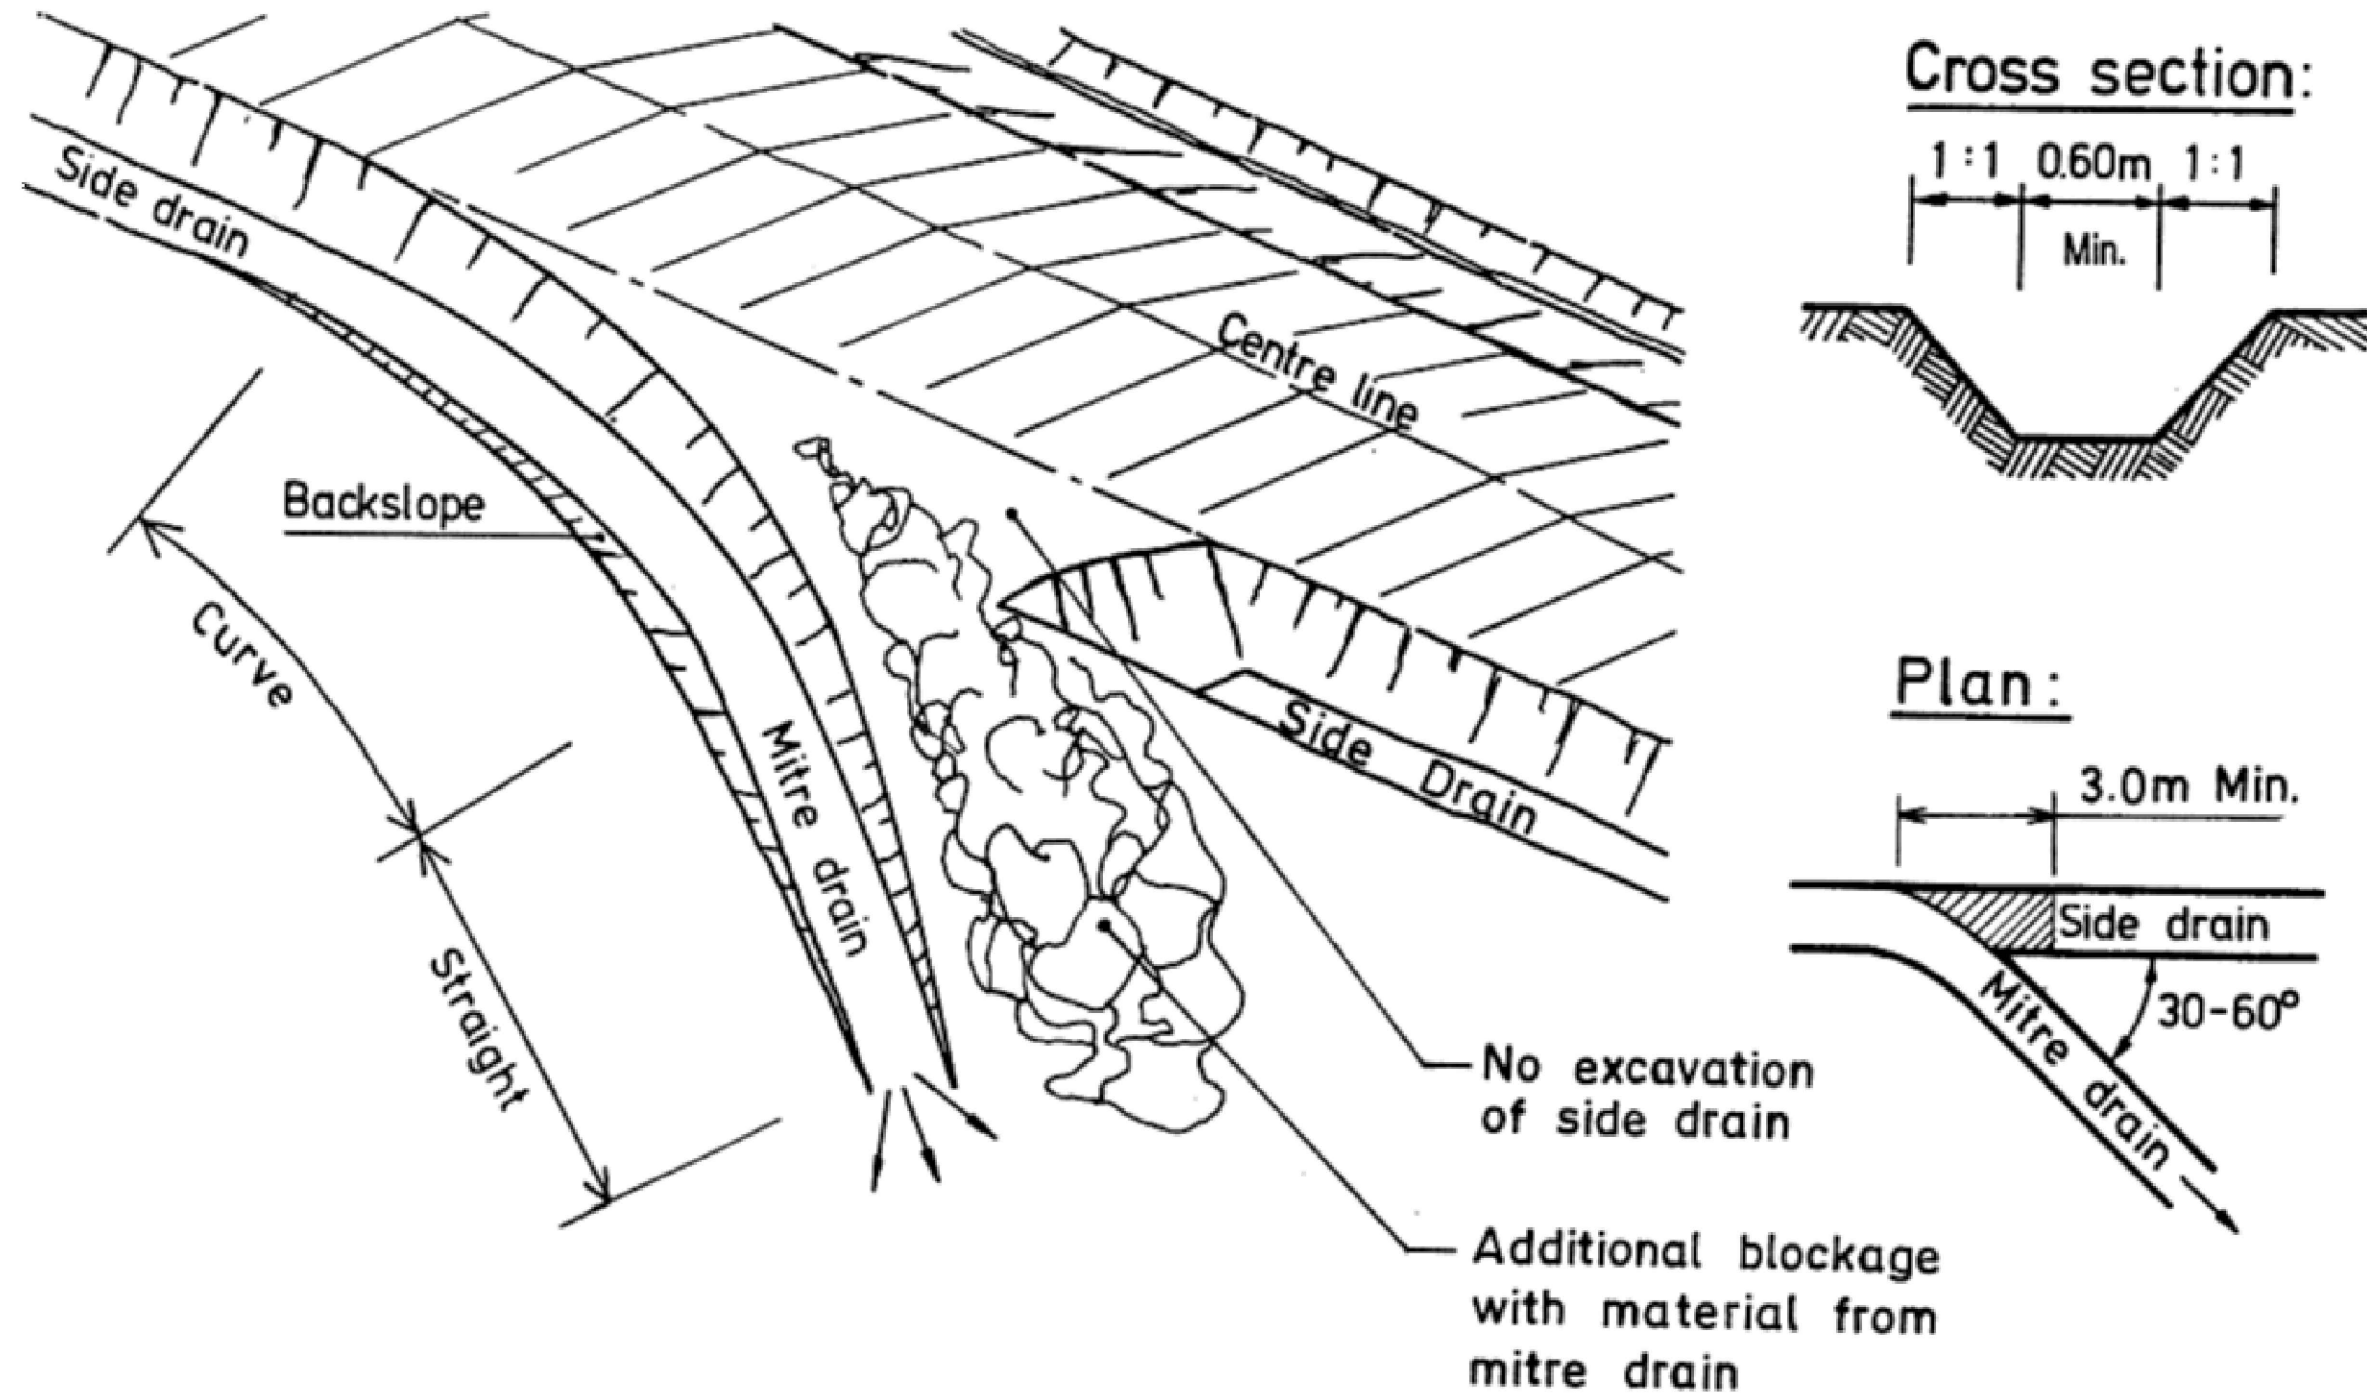 Side drain
Backslope
Curve
Straight
Mitre drain
Centre line
Side Drain
No excavation
of side drain
Additional blockage
with material from
mitre drain
Cross section:
1:1 0.60m 1:1
Min.
Plan:
3.0m Min.
Side drain
30-60°
Mitre drain